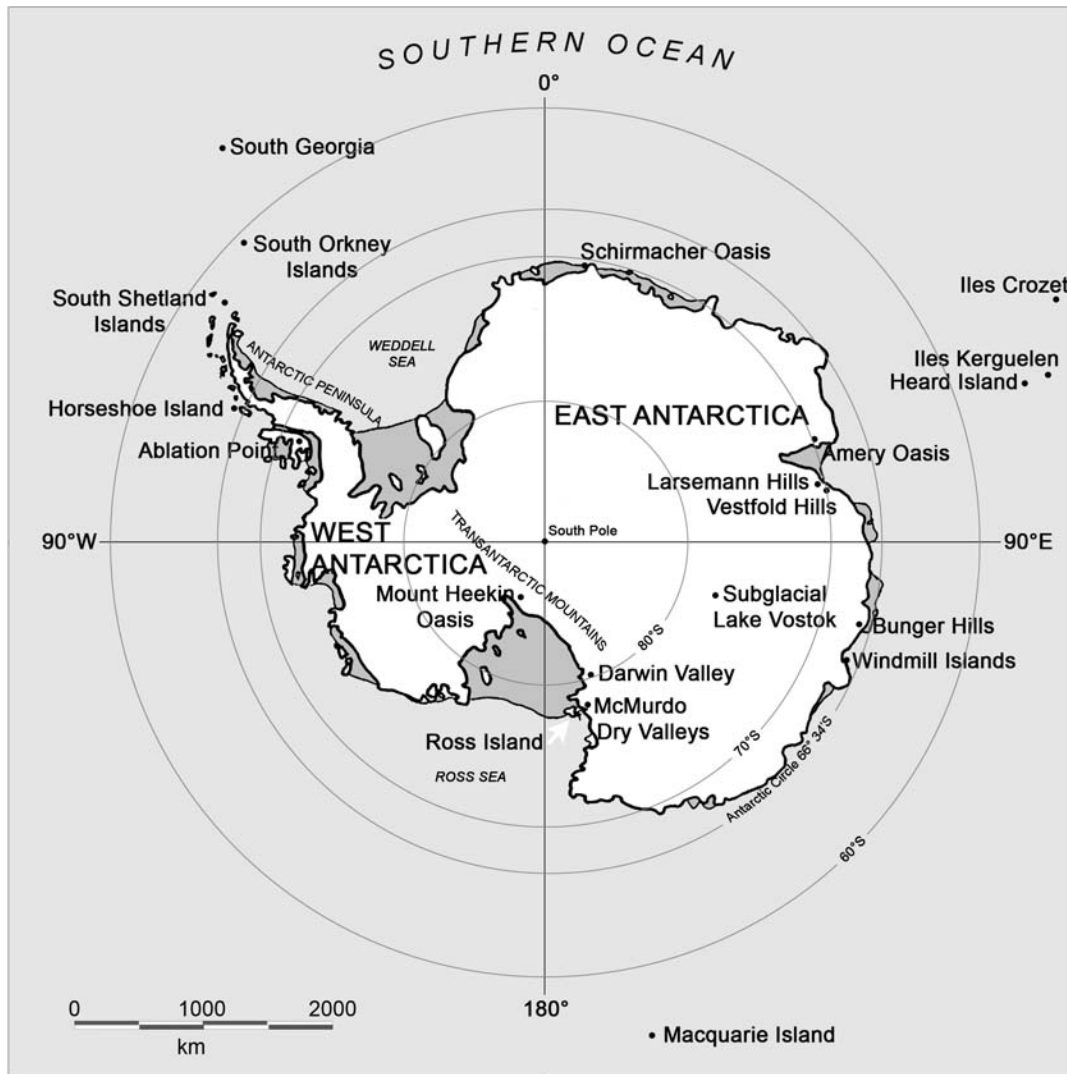 SOUTHERN OCEAN
0°
South Georgia
South Orkney
Islands
Schirmacher Oasis
Iles Crozet
South Shetland
Islands
WEDDELL
SEA
ANTARCTIC PENINSULA
Iles Kerguelen
Heard Island
Horseshoe Island
EAST ANTARCTICA
Ablation Point
Amery Oasis
Larsemann Hills
Vestfold Hills
90°W
WEST
ANTARCTICA
TRANSANTARCTIC MOUNTAINS
South Pole
90°E
Mount Heekin
Oasis
Subglacial
Lake Vostok
80°S
Bunger Hills
Windmill Islands
Darwin Valley
McMurdo
Dry Valleys
Ross Island
ROSS SEA
70°S
Antarctic Circle 66° 34'S
60°S
0 1000 2000
km
180°
Macquarie Island